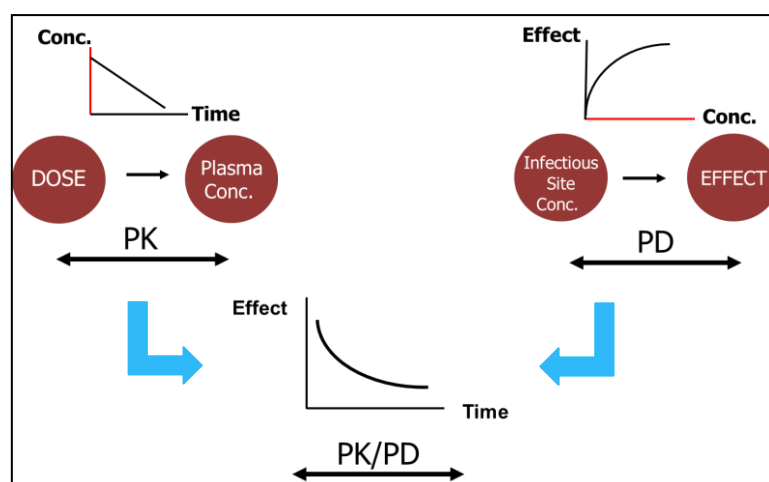 Conc.
Time
DOSE
Plasma
Conc.
PK
Effect
Conc.
Infectious
Site
Conc.
EFFECT
PD
Effect
Time
PK/PD